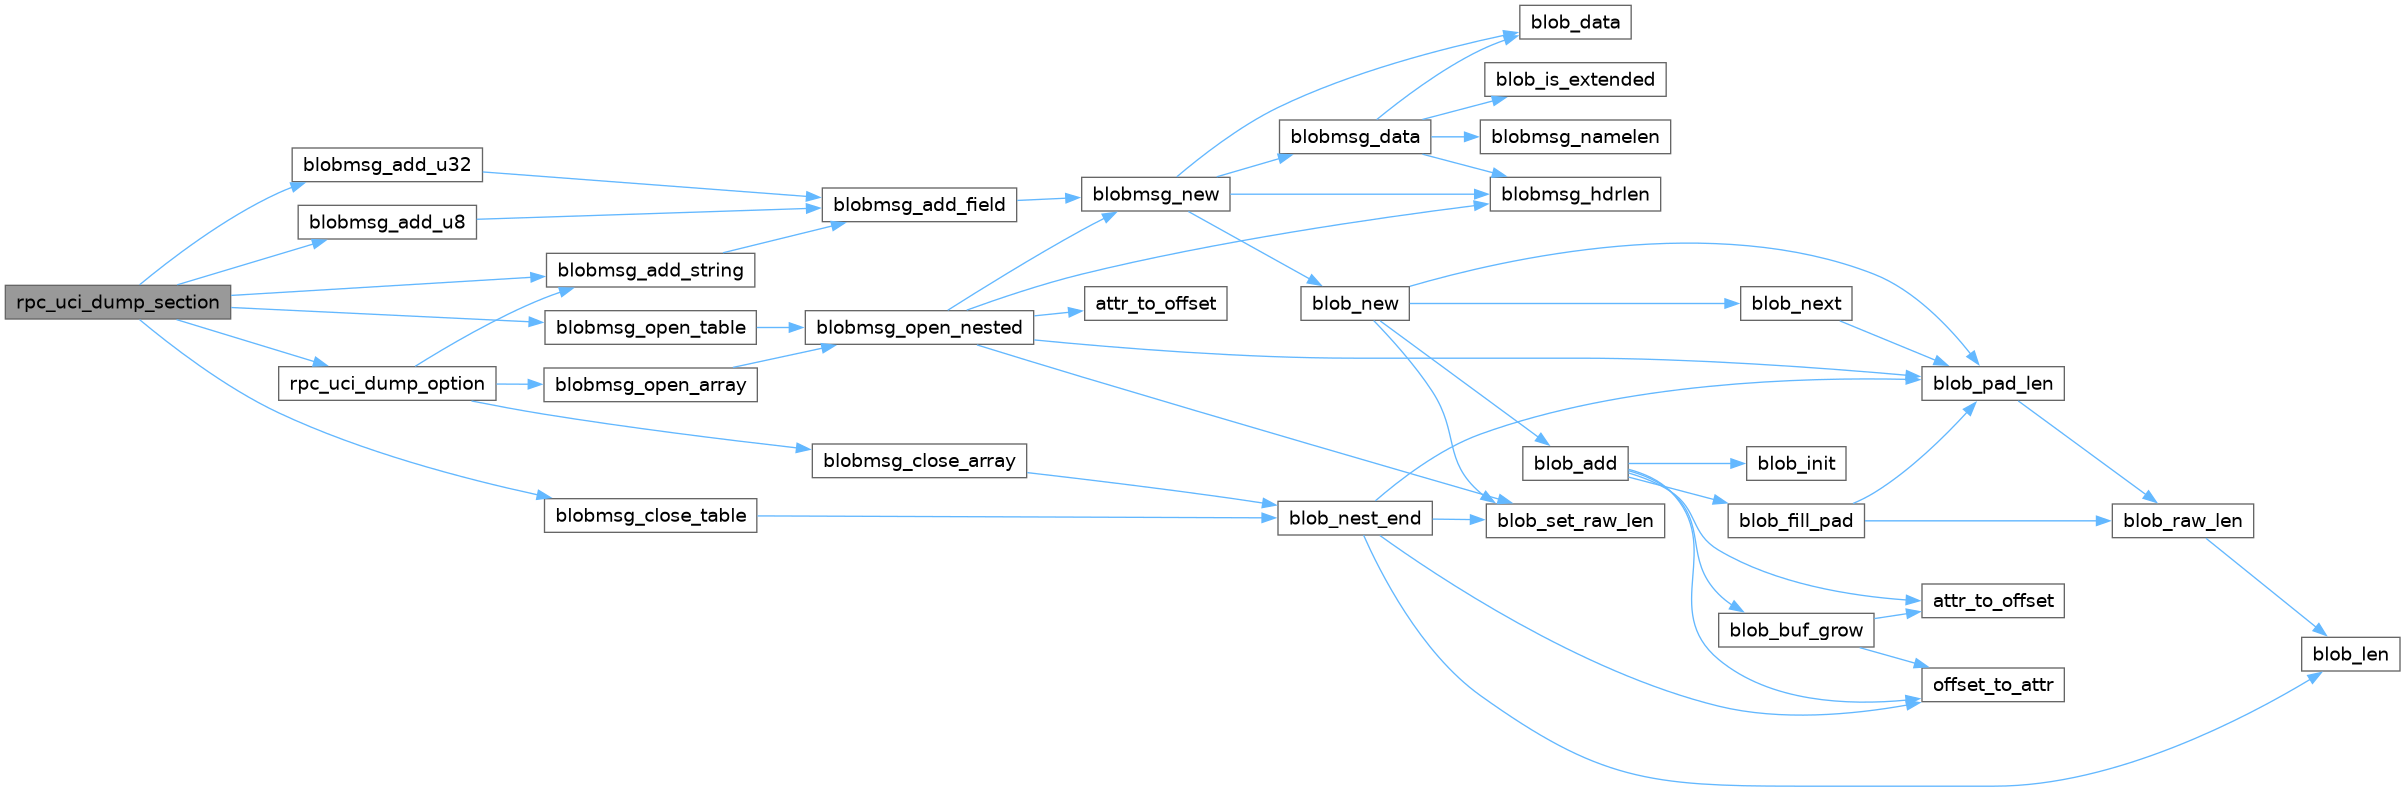 rpc_uci_dump_section
blobmsg_add_u32
blobmsg_add_u8
blobmsg_add_string
blobmsg_open_table
rpc_uci_dump_option
blobmsg_open_array
blobmsg_close_array
blobmsg_close_table
blobmsg_add_field
blobmsg_open_nested
blobmsg_new
attr_to_offset
blob_nest_end
blobmsg_data
blob_new
blob_data
blob_is_extended
blobmsg_namelen
blobmsg_hdrlen
blob_add
blob_set_raw_len
blob_next
blob_init
blob_fill_pad
blob_buf_grow
blob_pad_len
attr_to_offset
offset_to_attr
blob_raw_len
blob_len